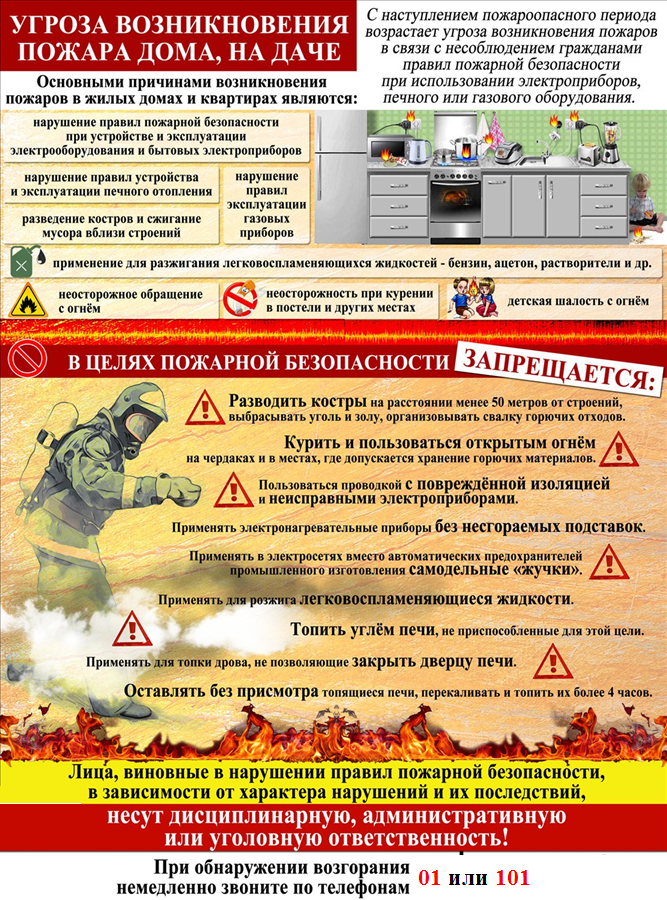 УГРОЗА ВОЗНИКНОВЕНИЯ
ПОЖАРА ДОМА, НА ДАЧЕ
С наступлением пожароопасного периода
возрастает угроза возникновения пожаров
в связи с несоблюдением гражданами
правил пожарной безопасности
при использовании электроприборов,
печного или газового оборудования.
Основными причинами возникновения
пожаров в жилых домах и квартирах являются:
нарушение правил пожарной безопасности
при устройстве и эксплуатации
электрооборудования и бытовых электроприборов
нарушение правил устройства
и эксплуатации печного отопления
разведение костров и сжигание
мусора вблизи строений
нарушение
правил
эксплуатации
газовых
приборов
применение для разжигания легковоспламеняющихся жидкостей - бензин, ацетон, растворители и др.
неосторожное обращение
с огнём
неосторожность при курении
в постели и других местах
детская шалость с огнём
В ЦЕЛЯХ ПОЖАРНОЙ БЕЗОПАСНОСТИ ЗАПРЕЩАЕТСЯ:
Разводить костры на расстоянии менее 50 метров от строений,
выбрасывать уголь и золу, организовывать свалку горючих отходов.
Курить и пользоваться открытым огнём
на чердаках и в местах, где допускается хранение горючих материалов.
Пользоваться проводкой с повреждённой изоляцией
и неисправными электроприборами.
Применять электронагревательные приборы без несгораемых подставок.
Применять в электросетях вместо автоматических предохранителей
промышленного изготовления самодельные «жучки».
Применять для розжига легковоспламеняющиеся жидкости.
Топить углём печи, не приспособленные для этой цели.
Применять для топки дрова, не позволяющие закрыть дверцу печи.
Оставлять без присмотра топящиеся печи, перекаливать и топить их более 4 часов.
Лица, виновные в нарушении правил пожарной безопасности,
в зависимости от характера нарушений и их последствий,
несут дисциплинарную, административную
или уголовную ответственность!
При обнаружении возгорания
немедленно звоните по телефонам 01 или 101